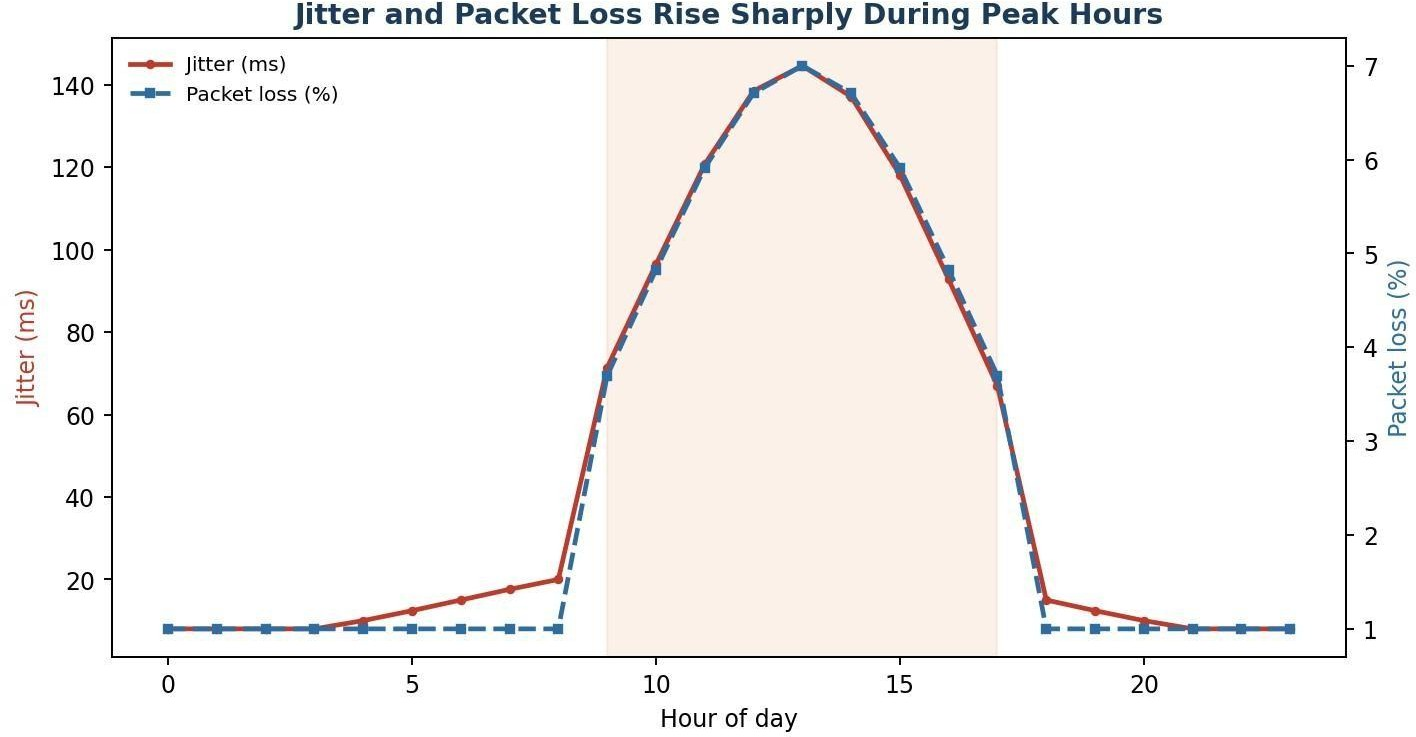 Jitter and Packet Loss Rise Sharply During Peak Hours
Jitter (ms)
Packet loss (%)
140
120
100
80
60
40
20
Jitter (ms)
7
6
5
4
3
2
1
Packet loss (%)
0 5 10 15 20
Hour of day